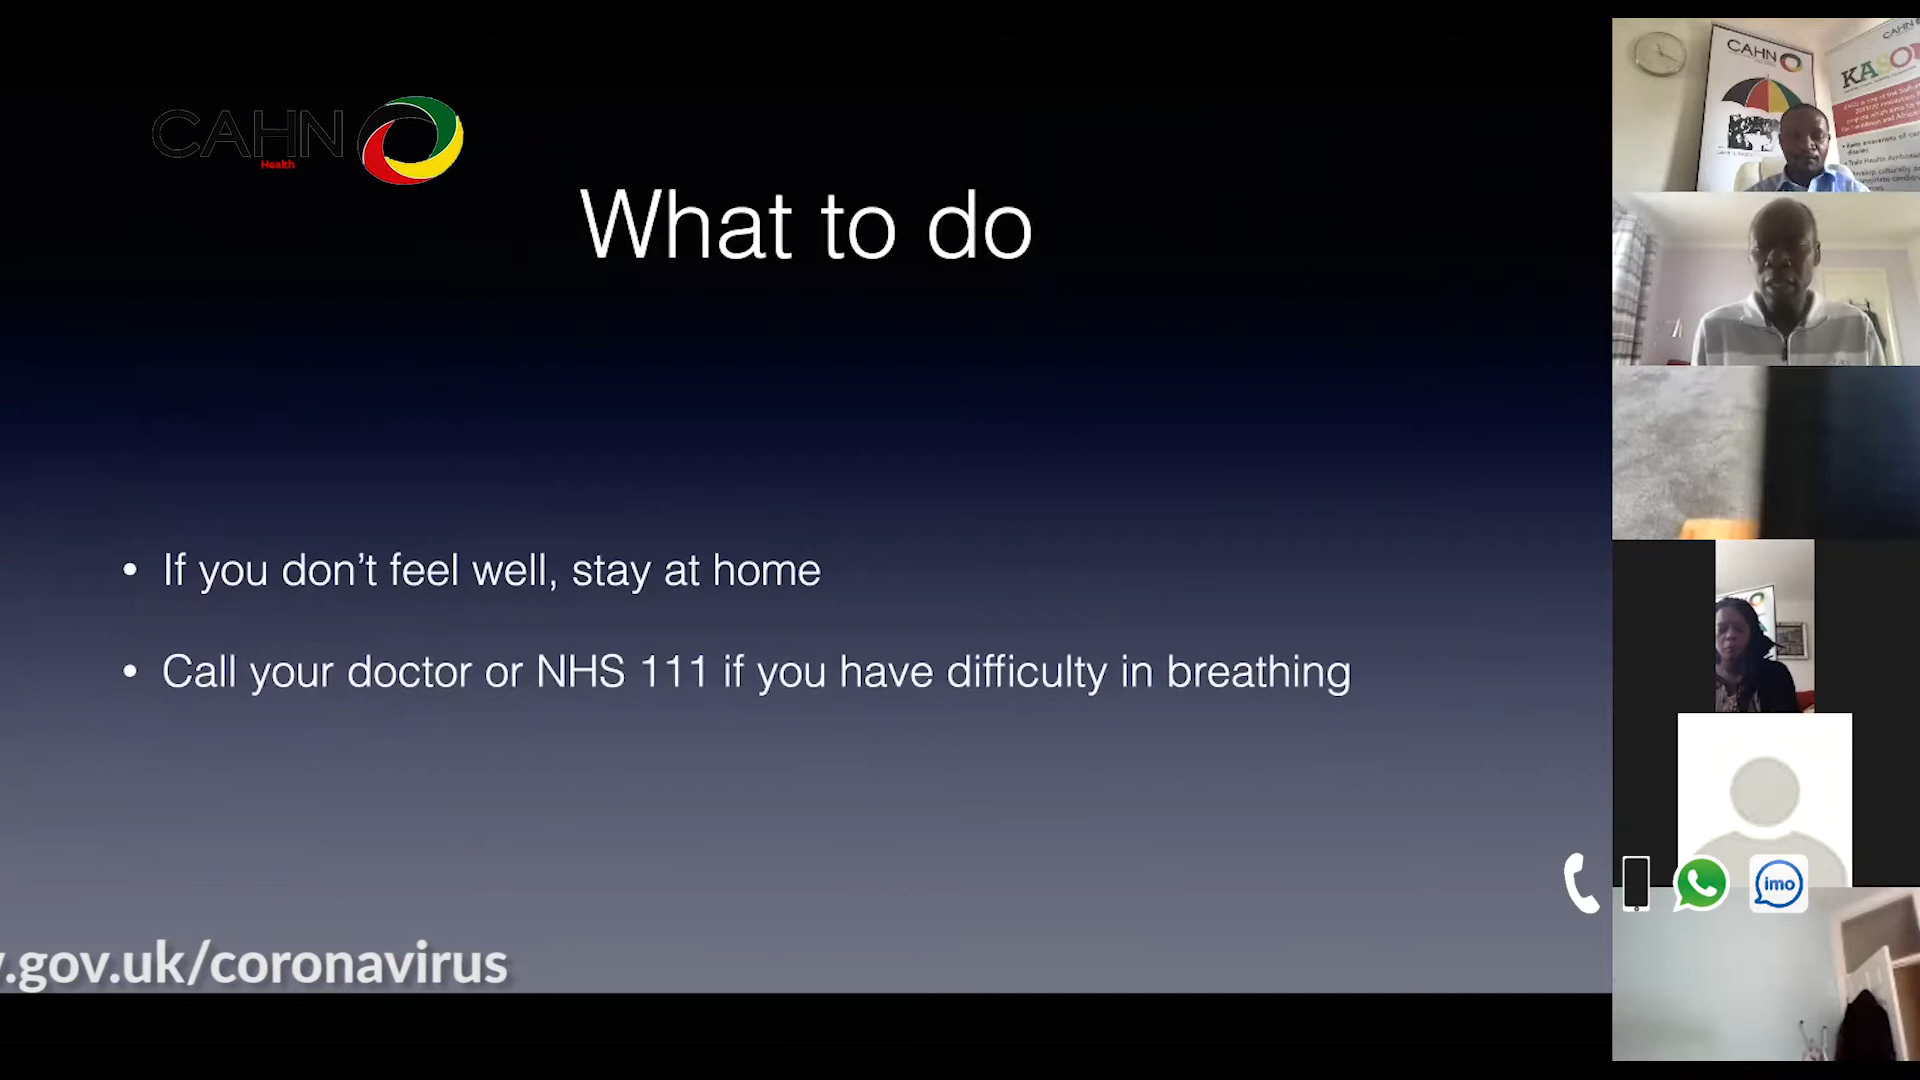 CAHN
Health
What to do
• If you don't feel well, stay at home
• Call your doctor or NHS 111 if you have difficulty in breathing
.gov.uk/coronavirus
CAHN
CAHN
KASO
imo